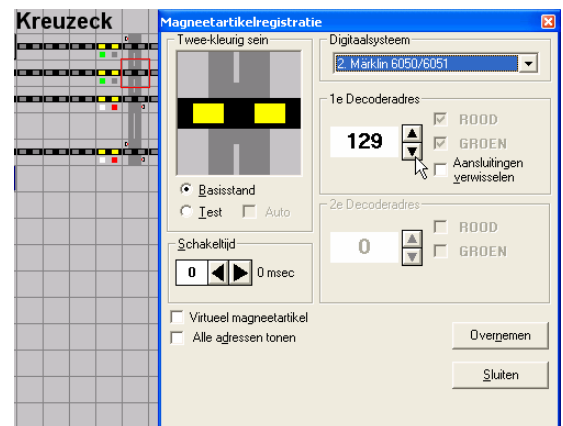 Kreuzeck
Magneetartikelregistratie
Twee-kleurig sein
Basisstand
Test
Auto
Schakeltijd
0
0 msec
Virtueel magneetartikel
Alle adressen tonen
Digitaalsysteem
2. Märklin 6050/6051
1e Decoderadres
129
ROOD
GROEN
Aansluitingen
verwisselen
2e Decoderadres
0
ROOD
GROEN
Overnemen
Sluiten